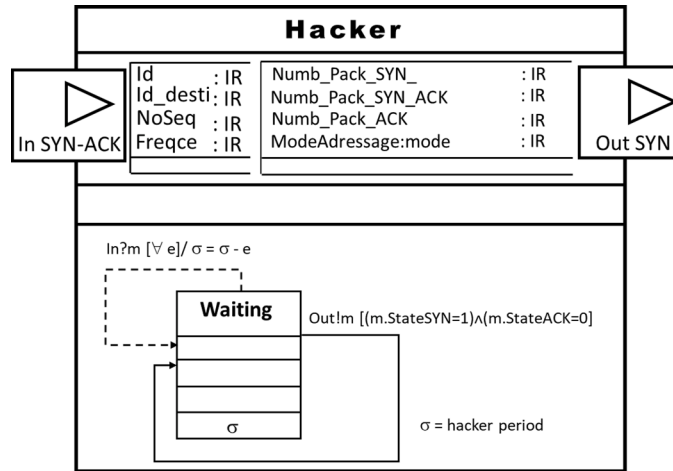 Hacker
Id : IR
Id_desti : IR
NoSeq : IR
Freqce : IR
Numb_Pack_SYN_ : IR
Numb_Pack_SYN_ACK : IR
Numb_Pack_ACK : IR
ModeAdressage:mode : IR
In SYN-ACK
Out SYN
In?m [∀ e]/ σ = σ - e
Waiting
Out!m [(m.StateSYN=1)∧(m.StateACK=0]
σ
σ = hacker period